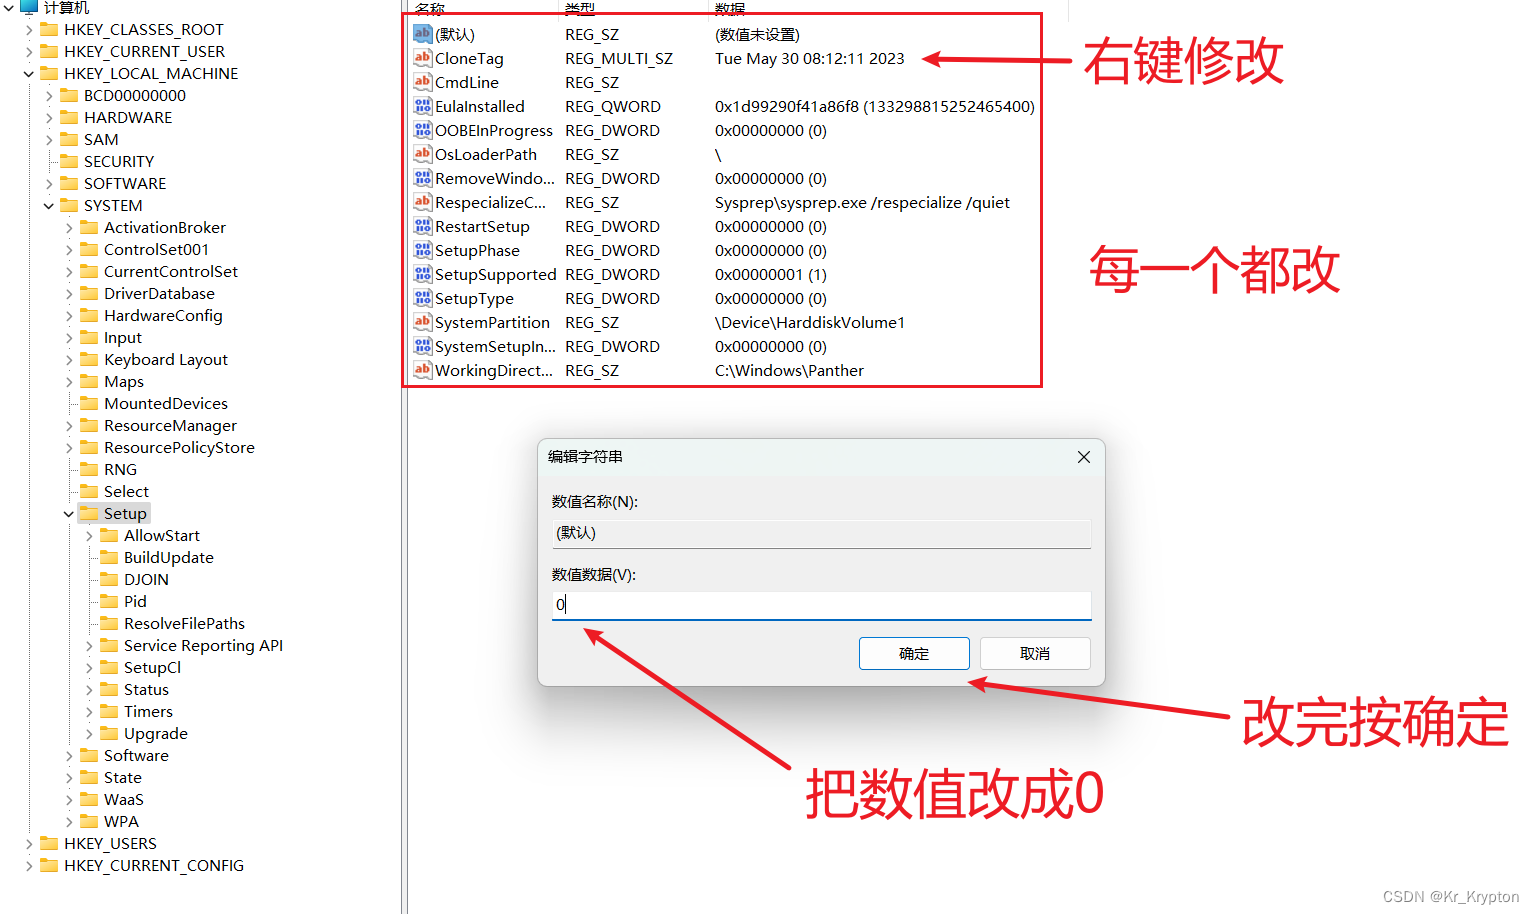 计算机
HKEY_CLASSES_ROOT
HKEY_CURRENT_USER
HKEY_LOCAL_MACHINE
BCD00000000
HARDWARE
SAM
SECURITY
SOFTWARE
SYSTEM
ActivationBroker
ControlSet001
CurrentControlSet
DriverDatabase
HardwareConfig
Input
Keyboard Layout
Maps
MountedDevices
ResourceManager
ResourcePolicyStore
RNG
Select
Setup
AllowStart
BuildUpdate
DJOIN
Pid
ResolveFilePaths
Service Reporting API
SetupCl
Status
Timers
Upgrade
Software
State
WaaS
WPA
HKEY_USERS
HKEY_CURRENT_CONFIG
名称 类型 数据
(默认) REG_SZ (数值未设置)
CloneTag REG_MULTI_SZ Tue May 30 08:12:11 2023
CmdLine REG_SZ
EulaInstalled REG_QWORD 0x1d99290f41a86f8 (133298815252465400)
OOBEInProgress REG_DWORD 0x00000000 (0)
OsLoaderPath REG_SZ \
RemoveWindo... REG_DWORD 0x00000000 (0)
RespecializeC... REG_SZ Sysprep\sysprep.exe /respecialize /quiet
RestartSetup REG_DWORD 0x00000000 (0)
SetupPhase REG_DWORD 0x00000000 (0)
SetupSupported REG_DWORD 0x00000001 (1)
SetupType REG_DWORD 0x00000000 (0)
SystemPartition REG_SZ \Device\HarddiskVolume1
SystemSetupIn... REG_DWORD 0x00000000 (0)
WorkingDirect... REG_SZ C:\Windows\Panther
右键修改
每一个都改
编辑字符串
数值名称(N):
(默认)
数值数据(V):
0
确定 取消
改完按确定
把数值改成0
CSDN @Kr_Krypton